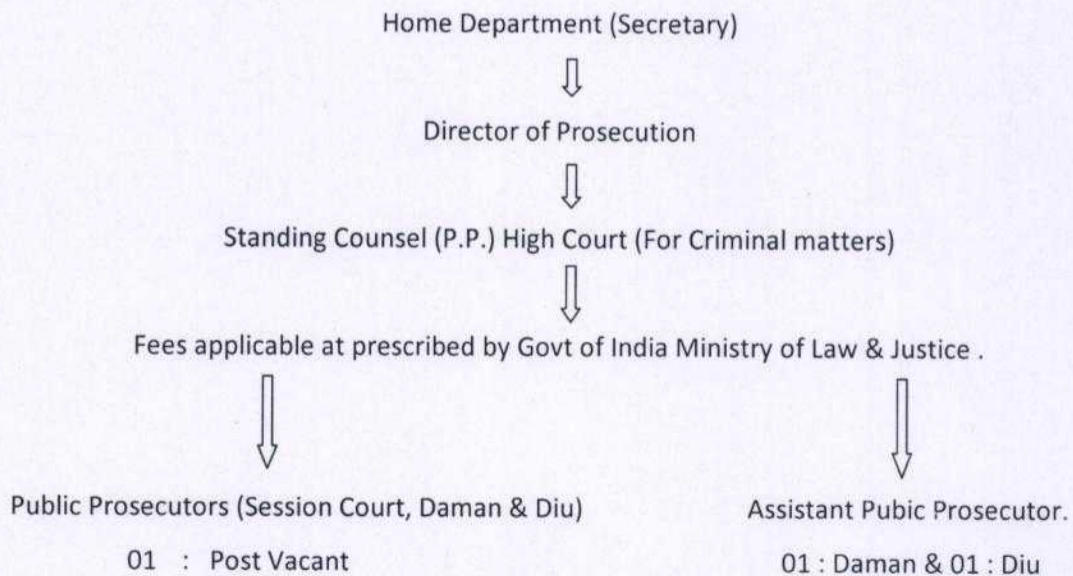 Home Department (Secretary)
Director of Prosecution
Standing Counsel (P.P.) High Court (For Criminal matters)
Fees applicable at prescribed by Govt of India Ministry of Law & Justice .
Public Prosecutors (Session Court, Daman & Diu)
01 : Post Vacant
Assistant Pubic Prosecutor.
01 : Daman & 01 : Diu